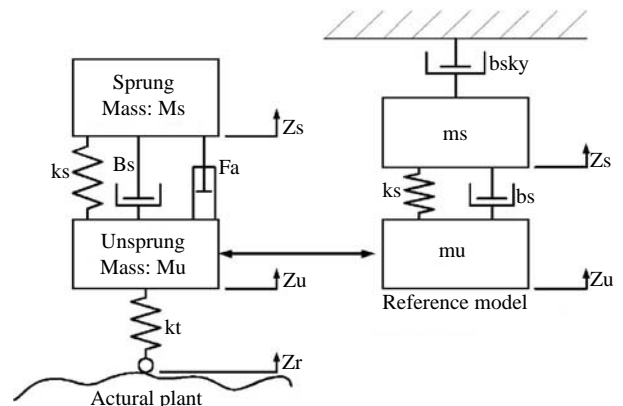 bsky
Sprung
Mass: Ms
ms
Zs
Zs
ks
Bs
Fa
ks
bs
Unsprung
Mass: Mu
mu
Zu
Zu
Reference model
kt
Zr
Actural plant